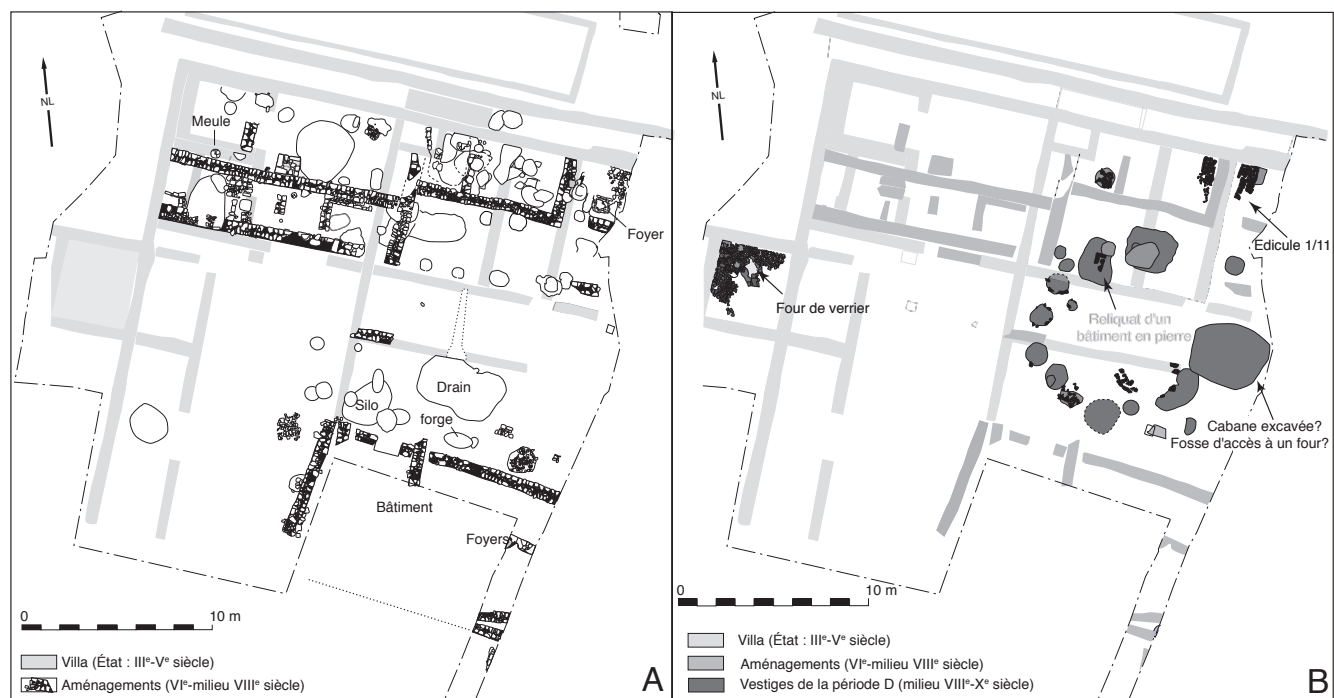 NL
Meule
Foyer
Drain
Silo
forge
Bâtiment
Foyers
0 10 m
Villa (État : IIIᵉ-Vᵉ siècle)
Aménagements (VIᵉ-milieu VIIIᵉ siècle)
A
NL
Edicule 1/11
Four de verrier
Reliquat d'un
bâtiment en pierre
Cabane excavée?
Fosse d'accès à un four?
0 10 m
Villa (État : IIIᵉ-Vᵉ siècle)
Aménagements (VIᵉ-milieu VIIIᵉ siècle)
Vestiges de la période D (milieu VIIIᵉ-Xᵉ siècle)
B